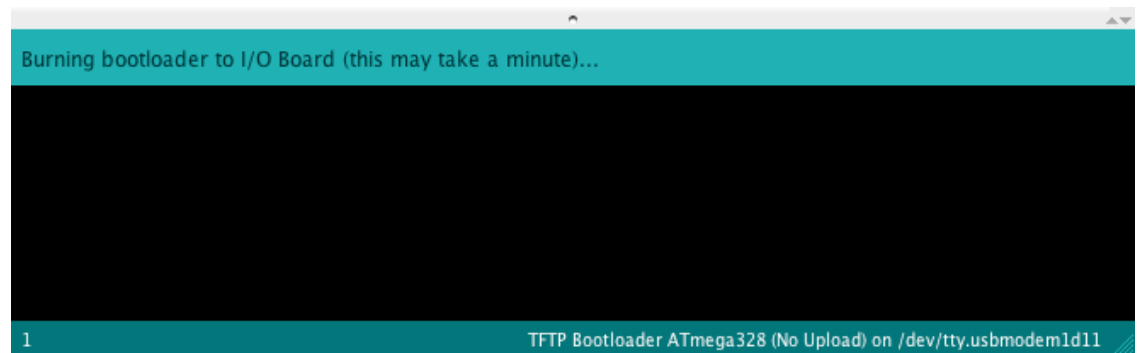 Burning bootloader to I/O Board (this may take a minute)...
1
TFTP Bootloader ATmega328 (No Upload) on /dev/tty.usbmodem1d11